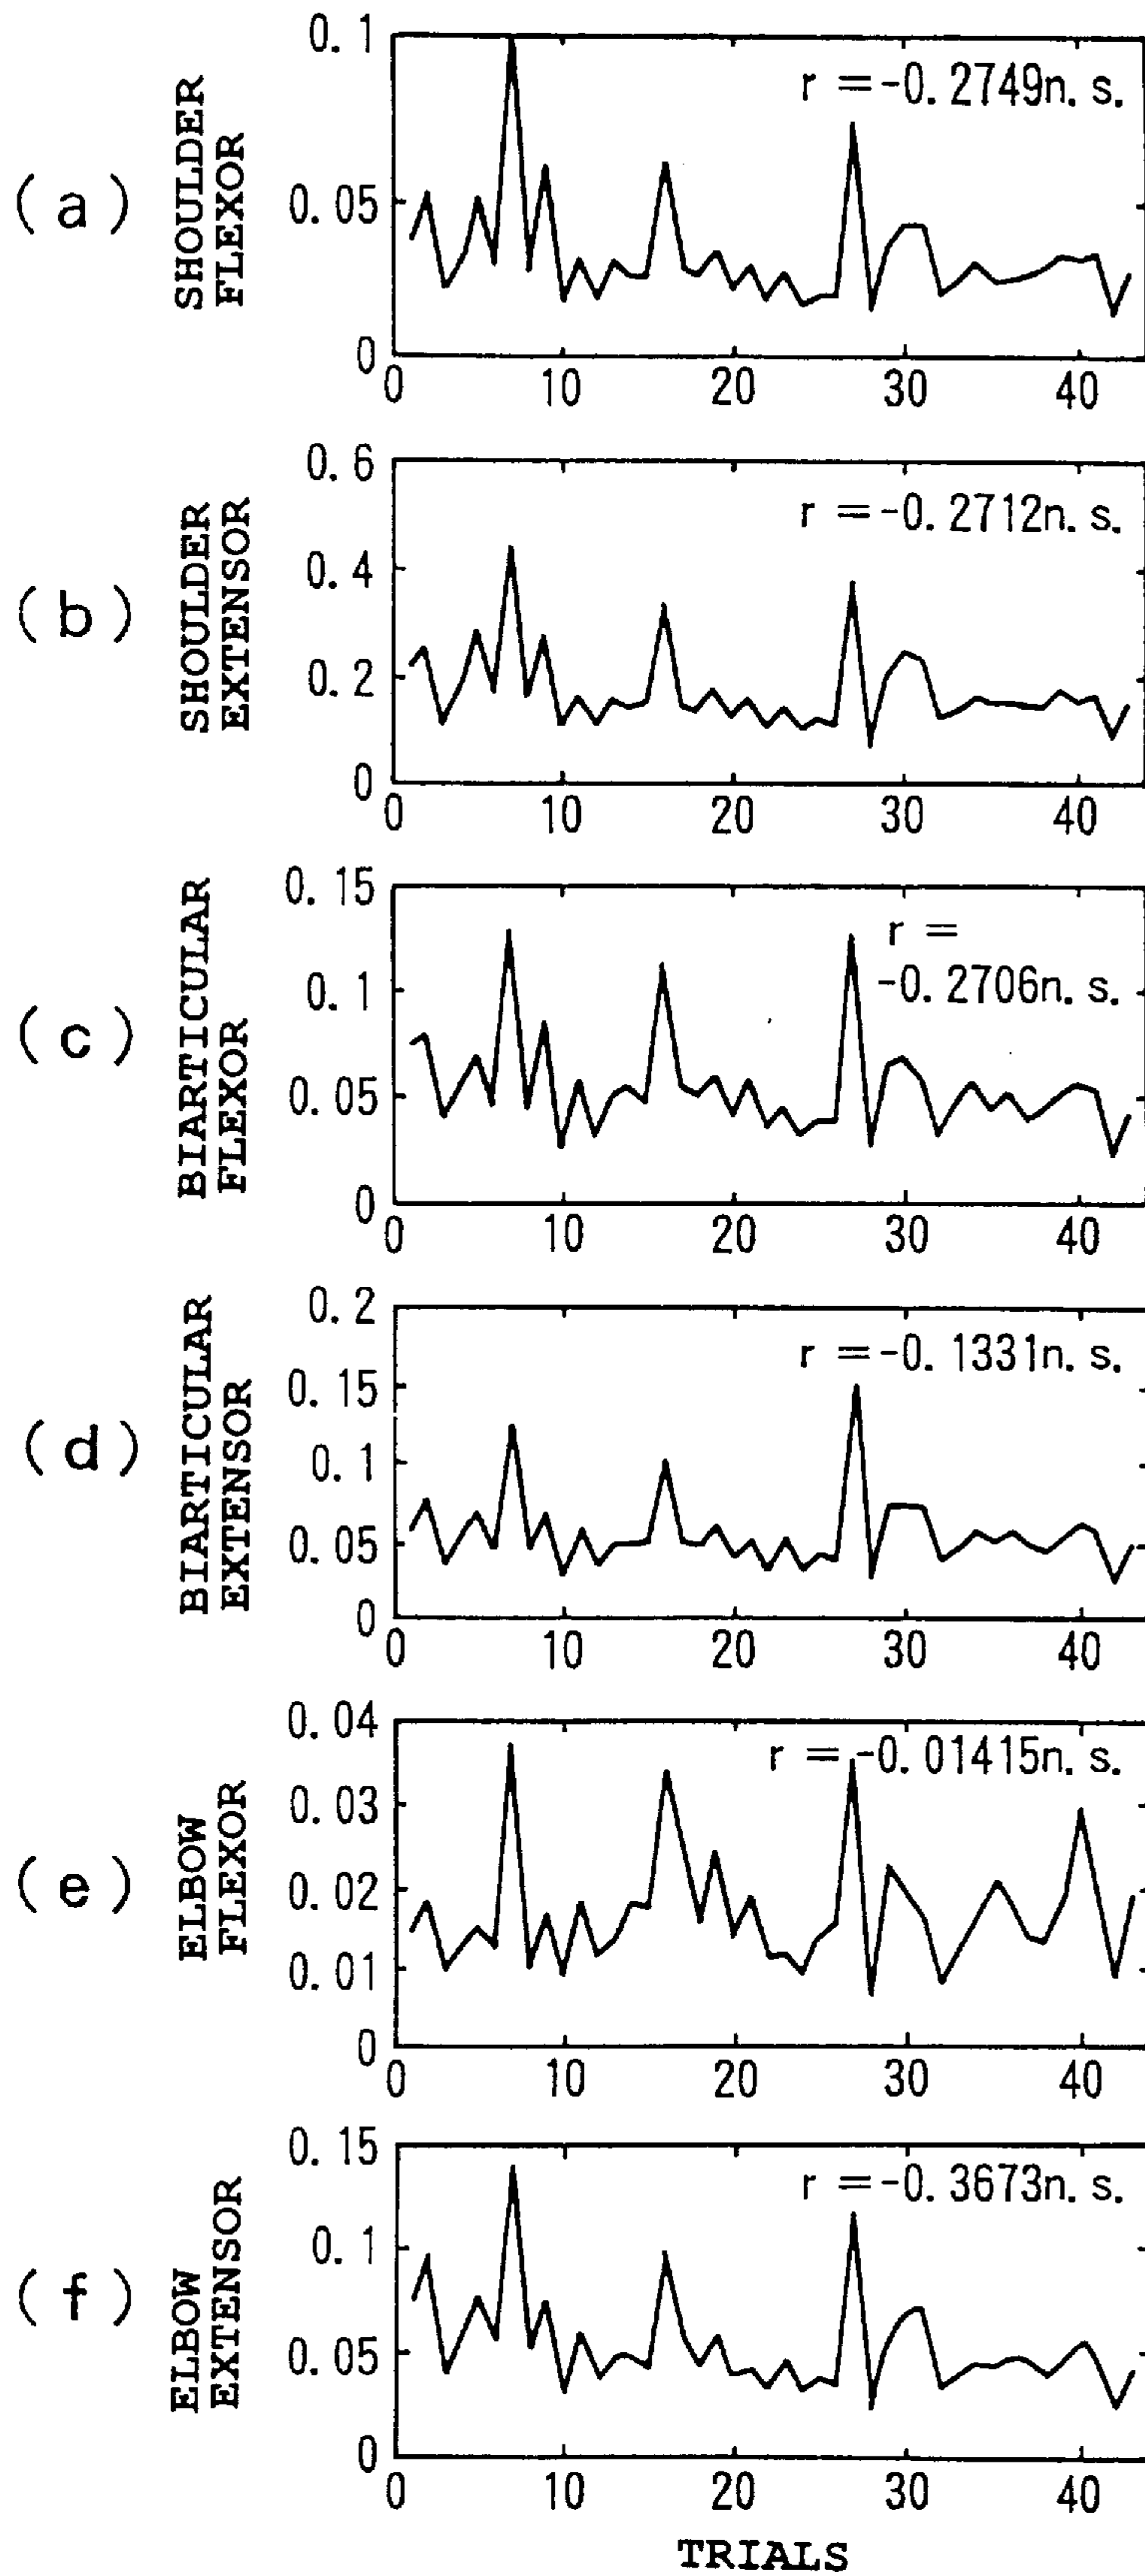 (a)
SHOULDER
FLEXOR
0.1
0.05
0
r = -0.2749n.s.
0 10 20 30 40
(b)
SHOULDER
EXTENSOR
0.6
0.4
0.2
0
r = -0.2712n.s.
0 10 20 30 40
(c)
BIARTICULAR
FLEXOR
0.15
0.1
0.05
0
r =
-0.2706n.s.
0 10 20 30 40
(d)
BIARTICULAR
EXTENSOR
0.2
0.15
0.1
0.05
0
r = -0.1331n.s.
0 10 20 30 40
(e)
ELBOW
FLEXOR
0.04
0.03
0.02
0.01
0
r = -0.01415n.s.
0 10 20 30 40
(f)
ELBOW
EXTENSOR
0.15
0.1
0.05
0
r = -0.3673n.s.
0 10 20 30 40
TRIALS